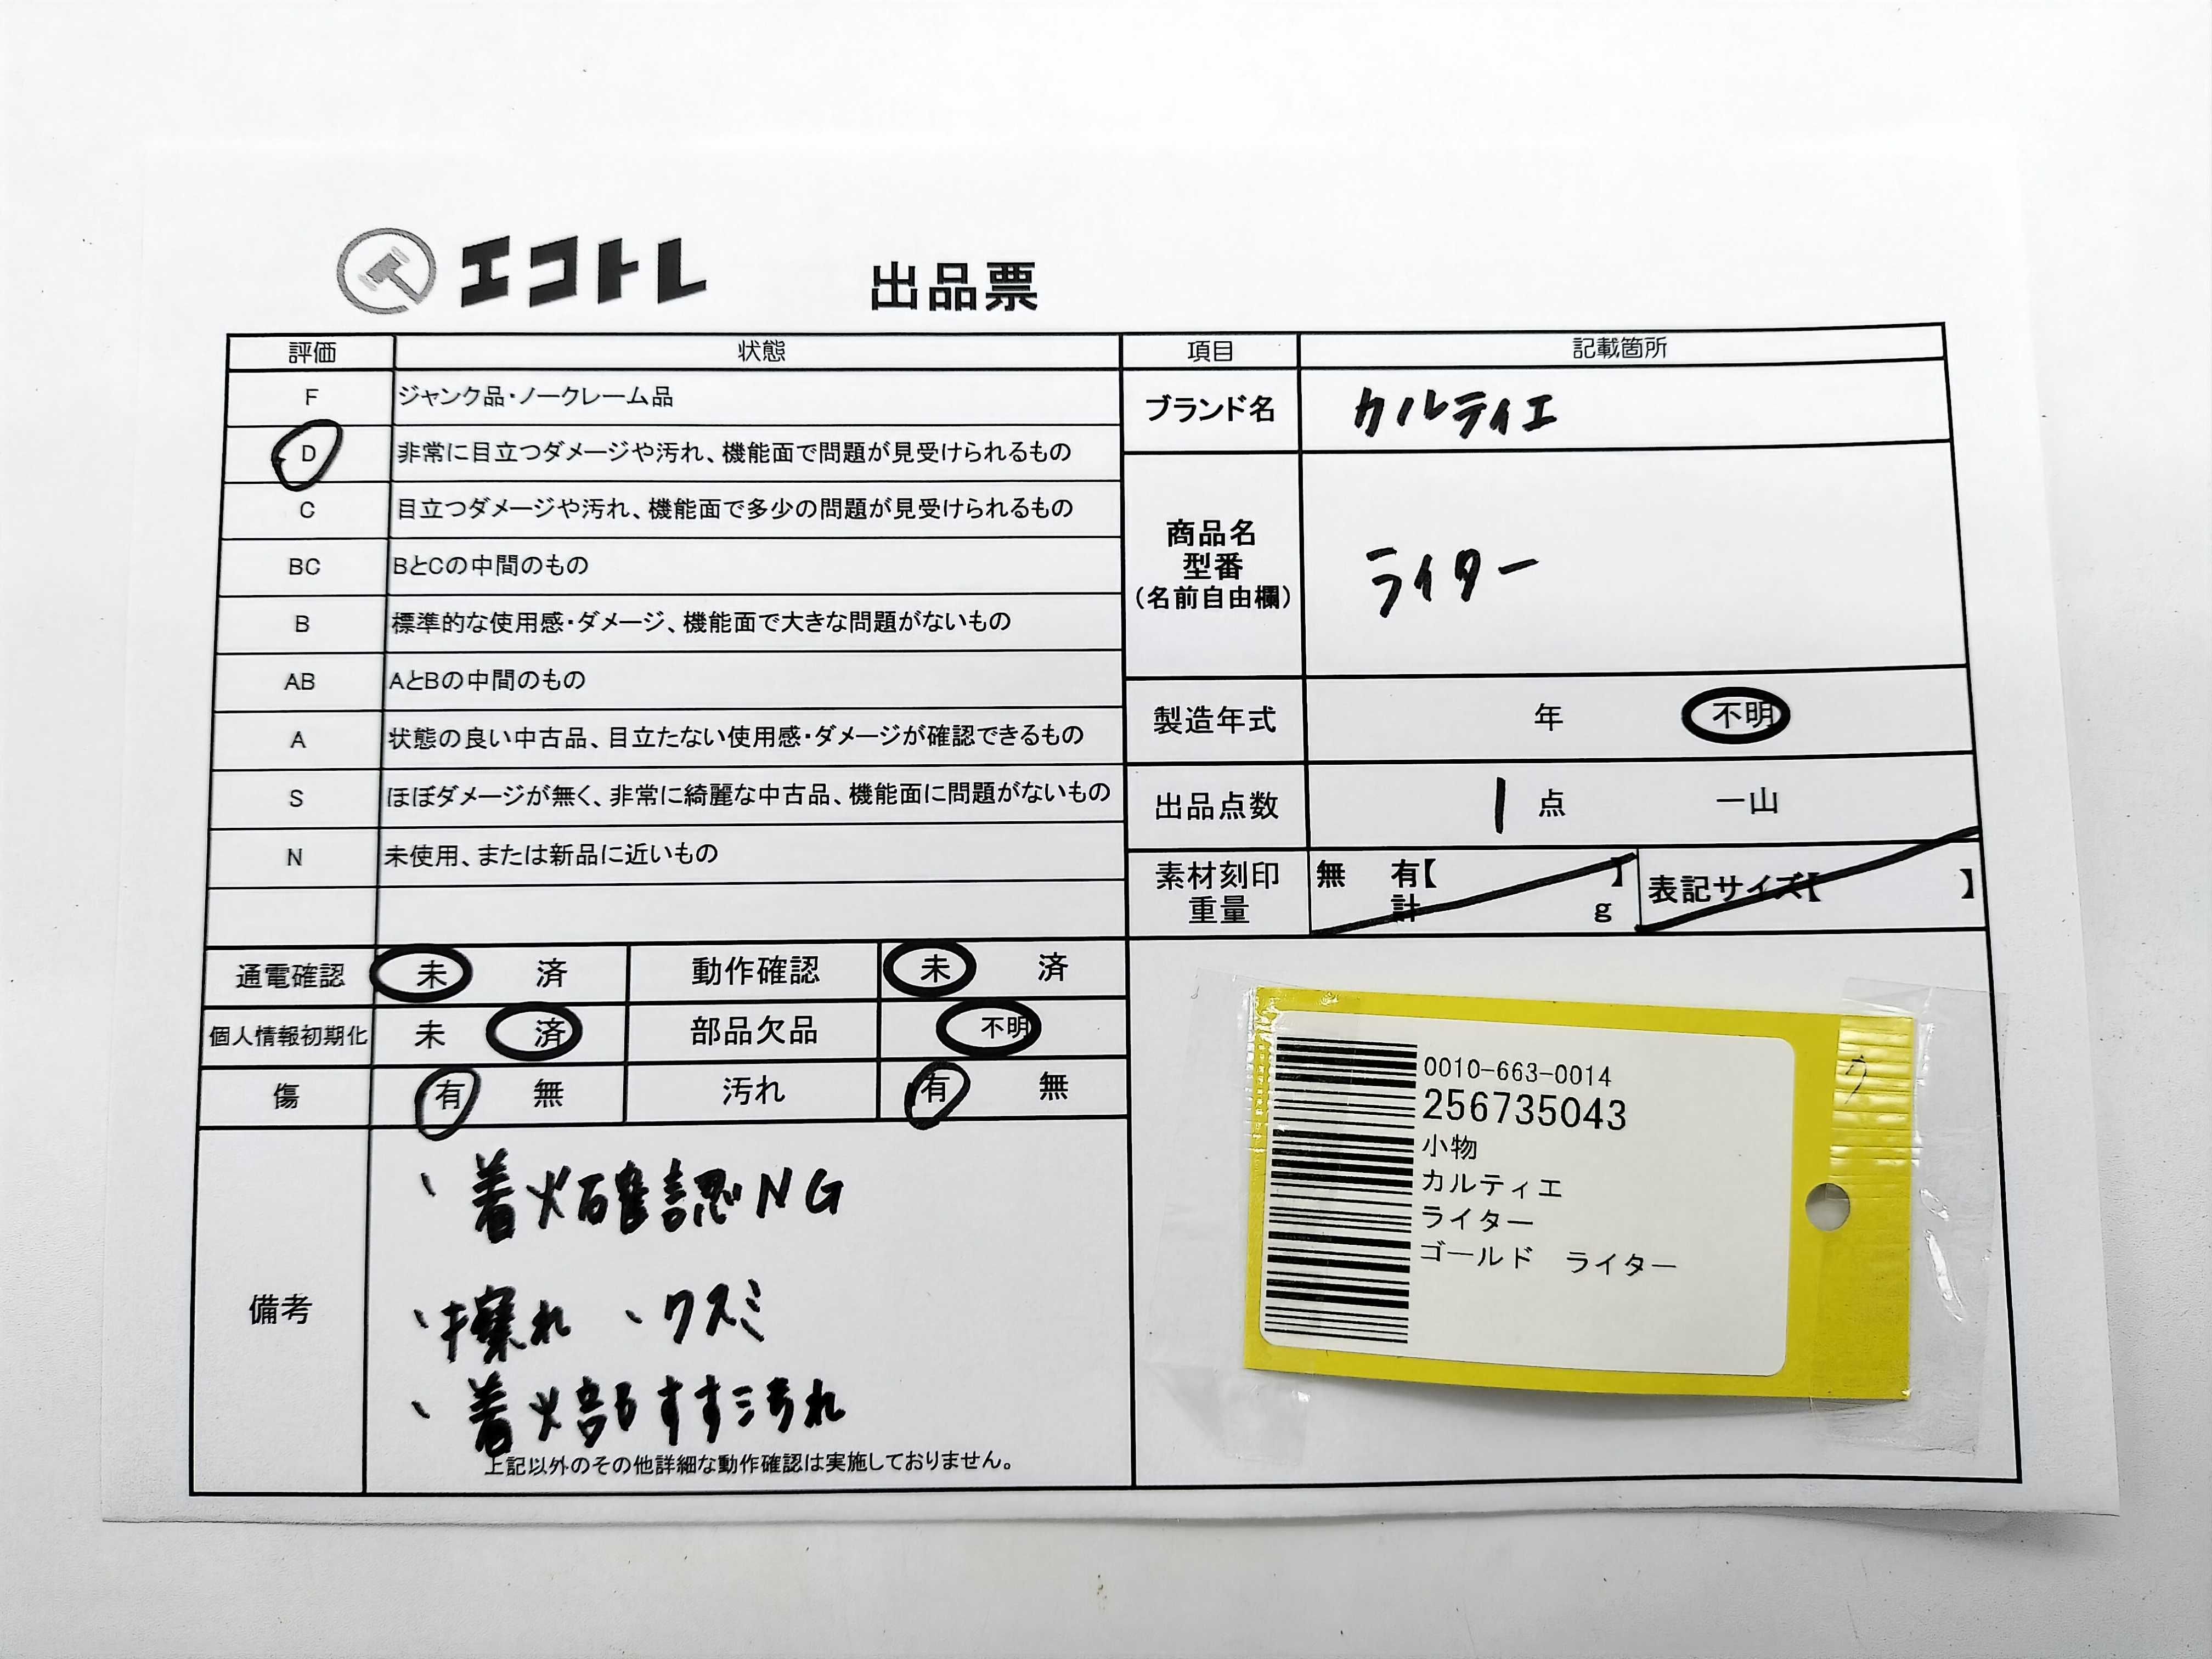 エコトレ 出品票
評価 状態
F ジャンク品・ノークレーム品
D 非常に目立つダメージや汚れ、機能面で問題が見受けられるもの
C 目立つダメージや汚れ、機能面で多少の問題が見受けられるもの
BC BとCの中間のもの
B 標準的な使用感・ダメージ、機能面で大きな問題がないもの
AB AとBの中間のもの
A 状態の良い中古品、目立たない使用感・ダメージが確認できるもの
S ほぼダメージが無く、非常に綺麗な中古品、機能面に問題がないもの
N 未使用、または新品に近いもの
項目 記載箇所
ブランド名 カルティエ
商品名
型番
(名前自由欄)
ライター
製造年式 年 不明
出品点数 1 点 一山
素材刻印 無 有【 】 表記サイズ【 】
重量 計 g
通電確認 未 済 動作確認 未 済
個人情報初期化 未 済 部品欠品 不明
傷 有 無 汚れ 有 無
備考
・着火確認NG
・擦れ ・クスミ
・着火部すす汚れ
上記以外のその他詳細な動作確認は実施しておりません。
0010-663-0014
256735043
小物
カルティエ
ライター
ゴールド ライター